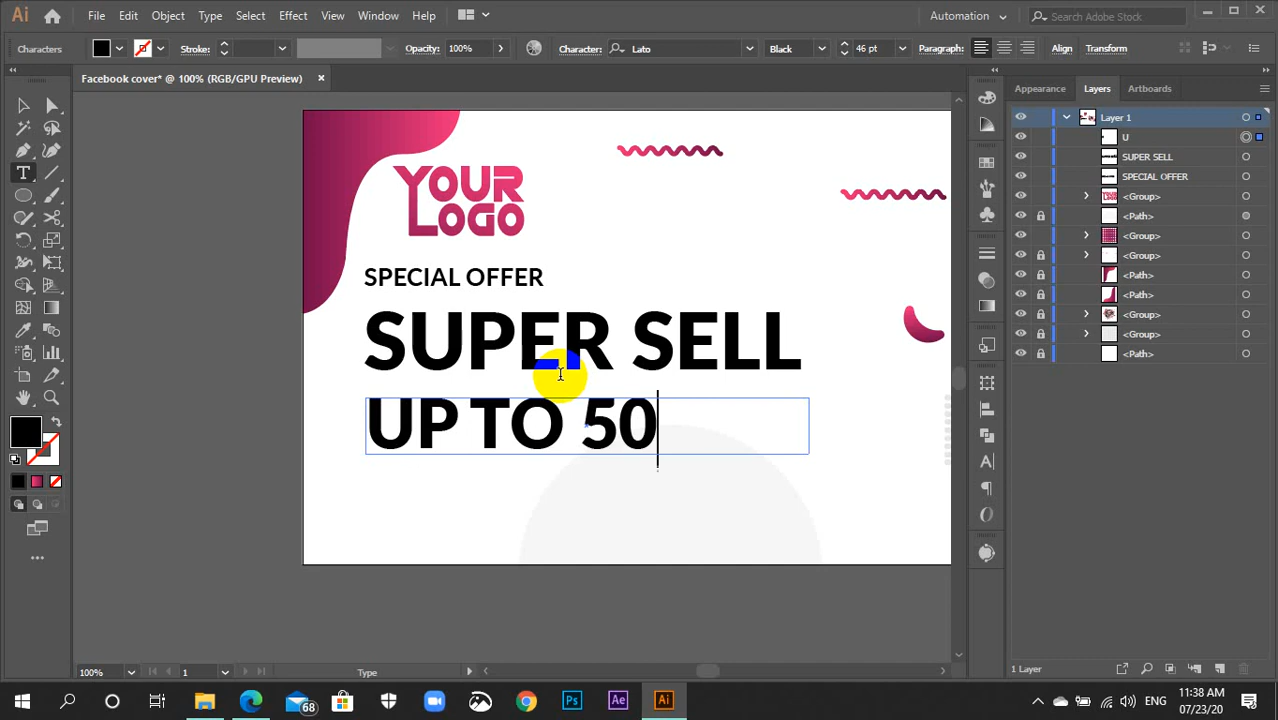 Ai
File Edit Object Type Select Effect View Window Help
Automation
Search Adobe Stock
Characters
Stroke:
Opacity: 100%
Character: Lato
Black
46 pt
Paragraph:
Align
Transform
Facebook cover* @ 100% (RGB/GPU Preview)
Appearance Layers Artboards
Layer 1
U
SUPER SELL
SPECIAL OFFER
<Group>
<Path>
<Group>
<Group>
<Path>
<Path>
<Group>
<Group>
<Path>
YOUR
LOGO
SPECIAL OFFER
SUPER SELL
UP TO 50
100%
1
Type
1 Layer
68
Ps
Ae
Ai
ENG
11:38 AM
07/23/20